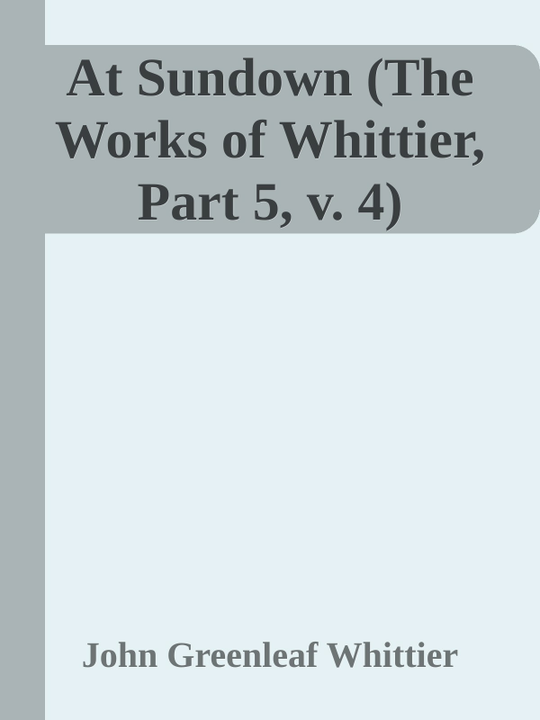 At Sundown (The
Works of Whittier,
Part 5, v. 4)
John Greenleaf Whittier